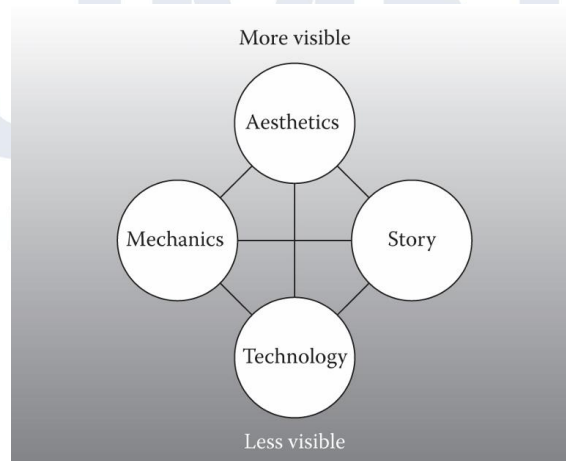 More visible
Aesthetics
Mechanics
Story
Technology
Less visible